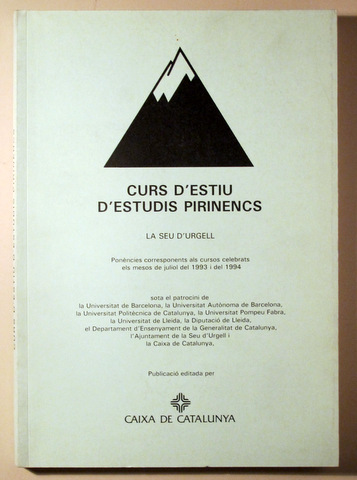 CURS D'ESTIU
D'ESTUDIS PIRINENCS
LA SEU D'URGELL
Ponències corresponents als cursos celebrats
els mesos de juliol del 1993 i del 1994
sota el patrocini de
la Universitat de Barcelona, la Universitat Autònoma de Barcelona,
la Universitat Politècnica de Catalunya, la Universitat Pompeu Fabra,
la Universitat de Lleida, la Diputació de Lleida,
el Departament d'Ensenyament de la Generalitat de Catalunya,
l'Ajuntament de la Seu d'Urgell i
la Caixa de Catalunya,
Publicació editada per
CAIXA DE CATALUNYA